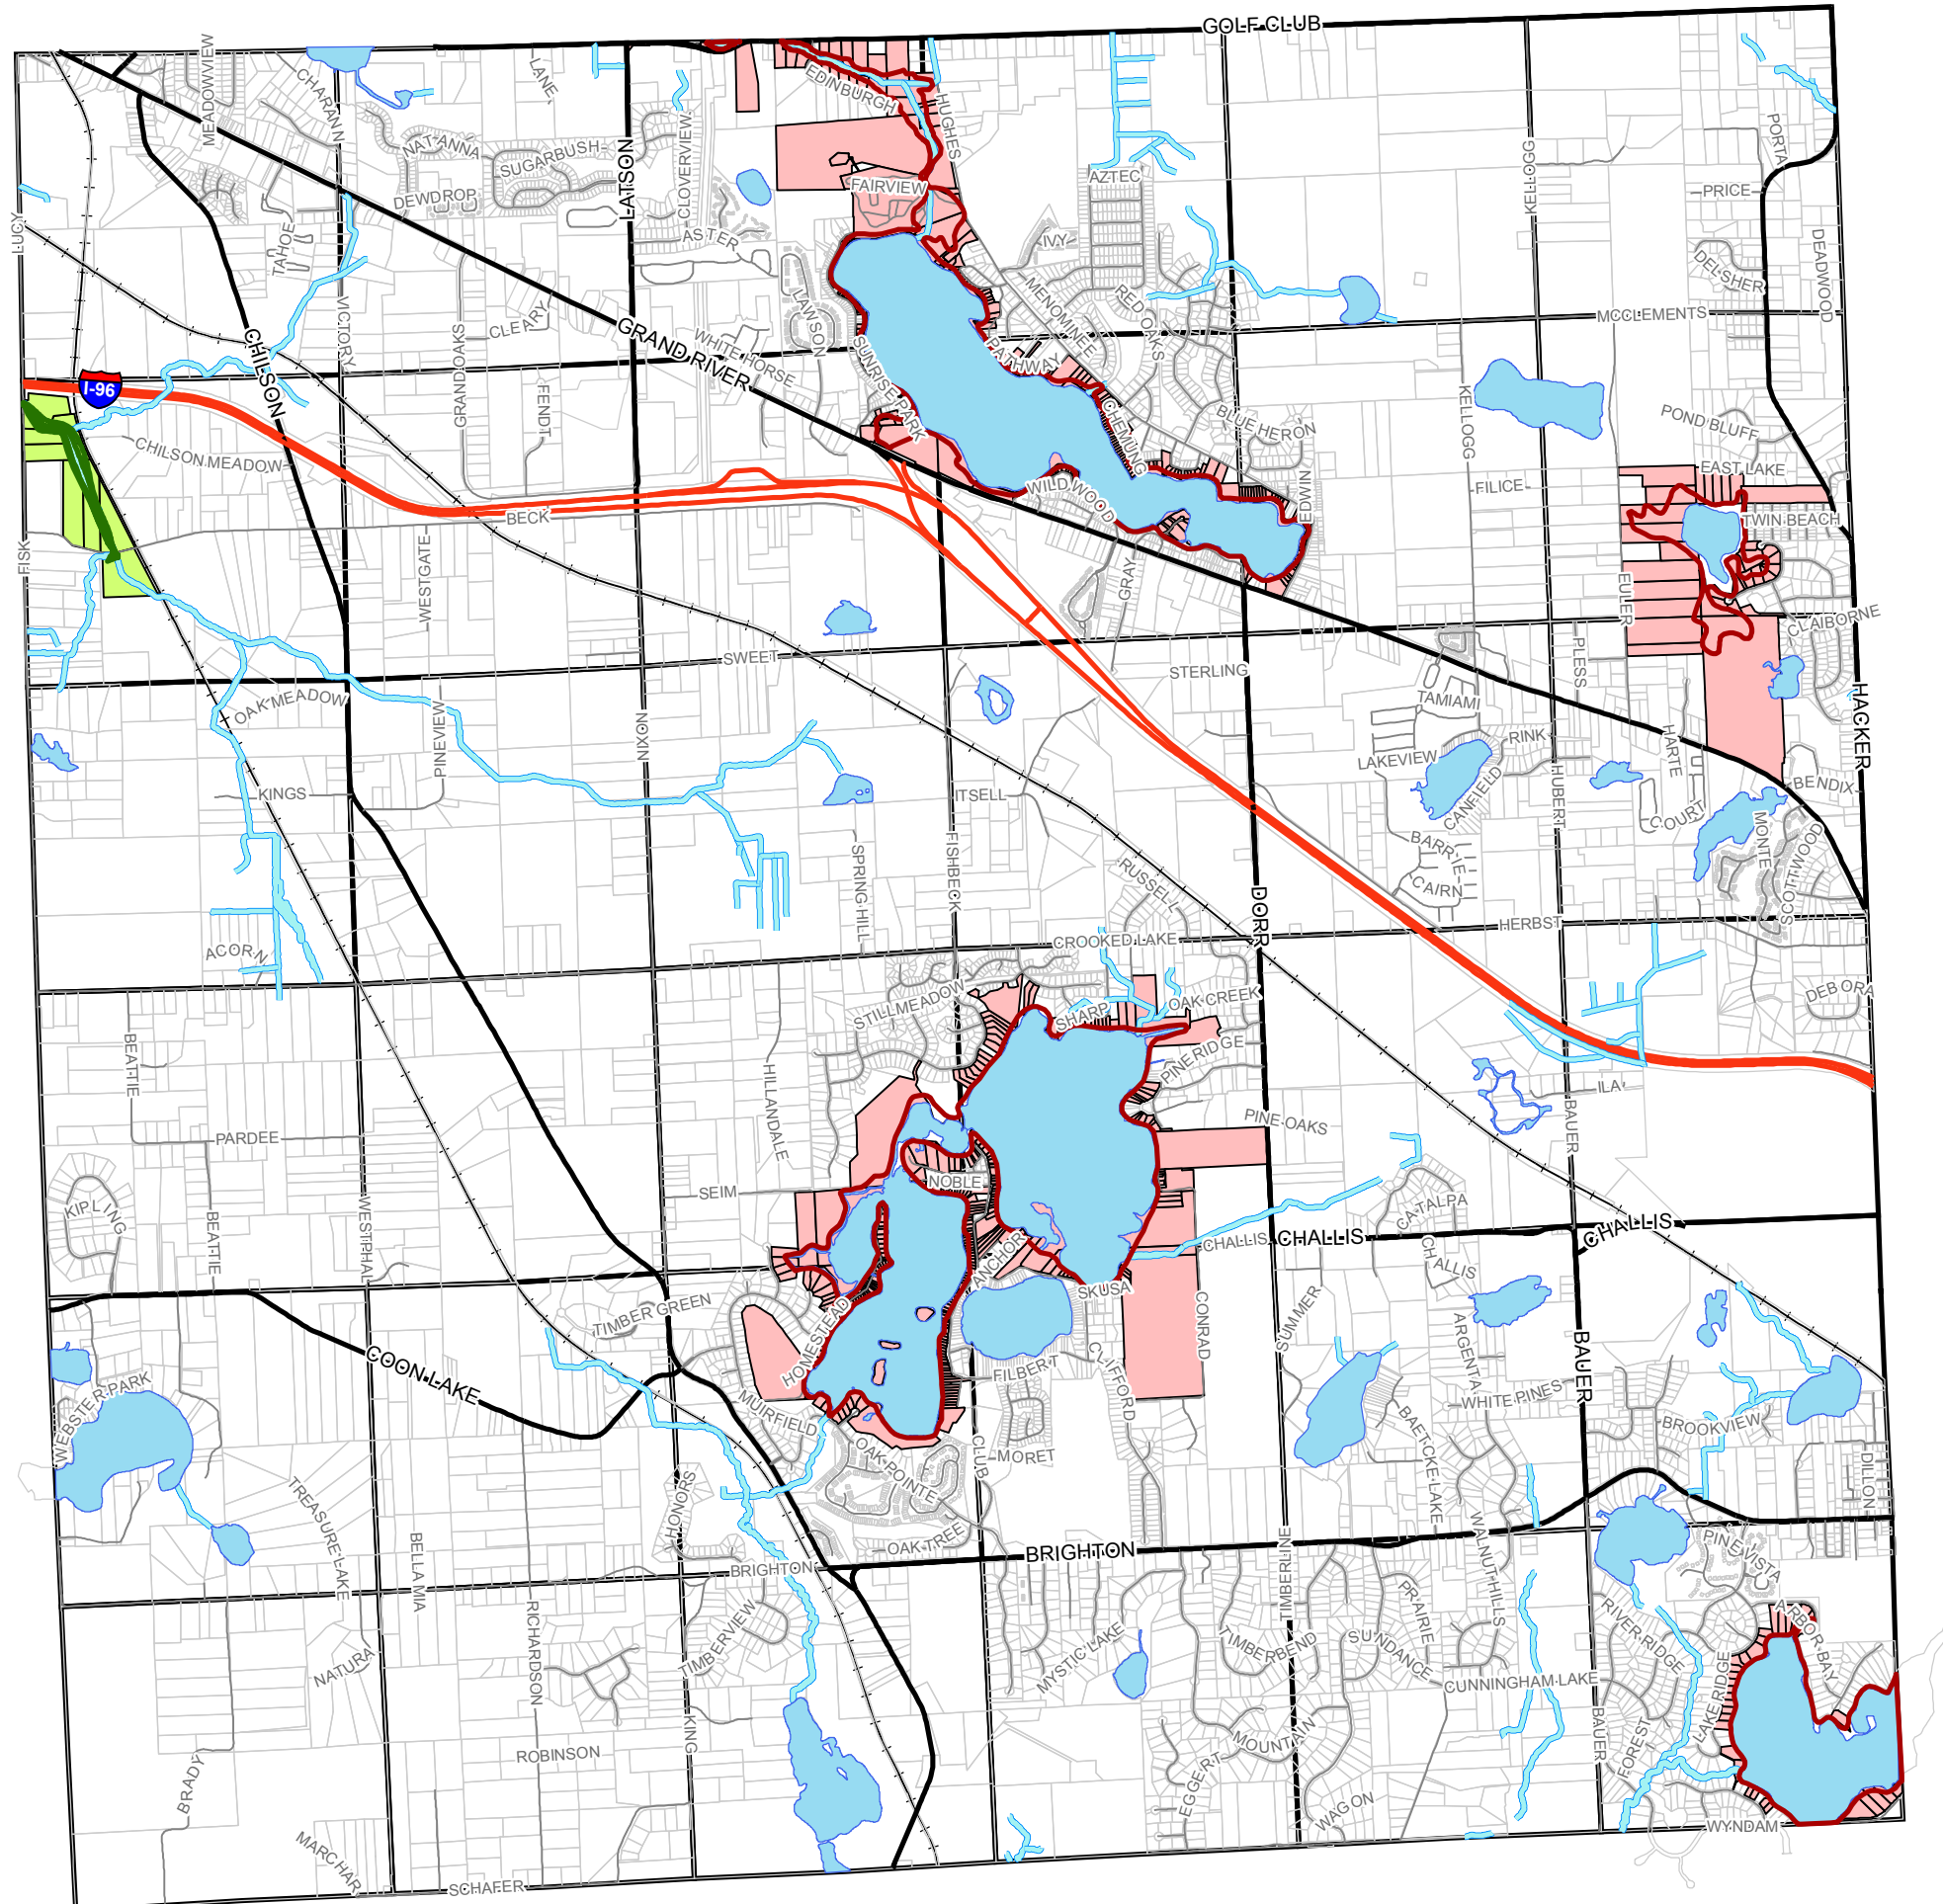 GOLF CLUB
MEADOWVIEW
CHARANN
LANE
LATSON
CLOVERVIEW
EDINBURGH
HUGHES
KELLOGG
PORTA
NATANNA
SUGARBUSH
DEWDROP
FAIRVIEW
AZTEC
PRICE
LUCY
TAHOE
ASTER
IVY
DELSHER
DEADWOOD
VICTORY
LAWSON
MENOMINEE
RED OAKS
MCCLEMENTS
CHILSON
GRAND OAKS
CLEARY
GRAND RIVER
WHITE HORSE
SUNRISE PARK
PATHWAY
I-96
FENDT
CHEMUNG
BLUE HERON
KELLOGG
POND BLUFF
CHILSON MEADOW
EAST LAKE
WILDWOOD
EDWIN
FILICE
TWIN BEACH
BECK
FISK
WESTGATE
GRAY
EULER
CLAIBORNE
SWEET
STERLING
PLESS
OAK MEADOW
PINEVIEW
NIXON
TAMIAMI
HACKER
LAKEVIEW
RINK
HARTE
KINGS
ITSELL
CANFIELD
HUBERT
BENDIX
COURT
MONTE
SCOTTWOOD
SPRING HILL
FISHBECK
RUSSELL
BARRIE
CAIRN
DORR
HERBST
ACORN
CROOKED LAKE
STILLMEADOW
SHARP
OAK CREEK
DEBORA
BEATTIE
HILLANDALE
PINE RIDGE
ILA
PARDEE
PINE OAKS
BAUER
SEIM
NOBLE
KIPLING
BEATTIE
WESTPHAL
CATALPA
ANCHOR
CHALLIS
CHALLIS
CHALLIS
CHALLIS
SKUSA
TIMBER GREEN
HOMESTEAD
CONRAD
SUMMER
ARGENTA
BAUER
COON LAKE
FILBERT
CLIFFORD
WEBSTER PARK
MUIRFIELD
WHITE PINES
BROOKVIEW
OAK POINTE
CLUB
MORET
BAETCKE LAKE
DILLON
TREASURE LAKE
HONORS
WALNUT HILLS
OAK TREE
BRIGHTON
TIMBERLINE
PINE VISTA
BELLA MIA
BRIGHTON
RICHARDSON
TIMBERVIEW
MYSTIC LAKE
TIMBERBEND
PRAIRIE
SUNDANCE
RIVER RIDGE
ARBOR BAY
NATURA
CUNNINGHAM LAKE
LAKE RIDGE
KING
MOUNTAIN
BAUER
FOREST
ROBINSON
BRADY
EGGERT
WAGON
WYNDAM
MARCHAR
SCHAFER